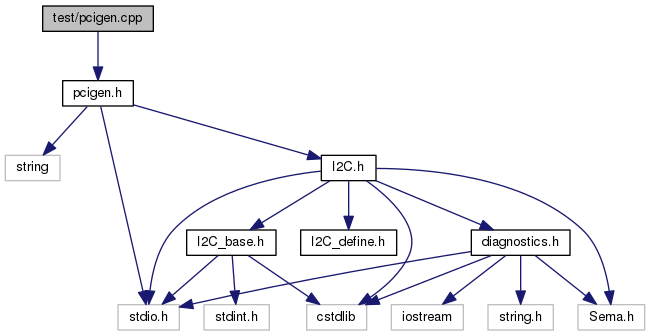 test/pcigen.cpp
pcigen.h
string
I2C.h
I2C_base.h
I2C_define.h
diagnostics.h
stdio.h
stdint.h
cstdlib
iostream
string.h
Sema.h